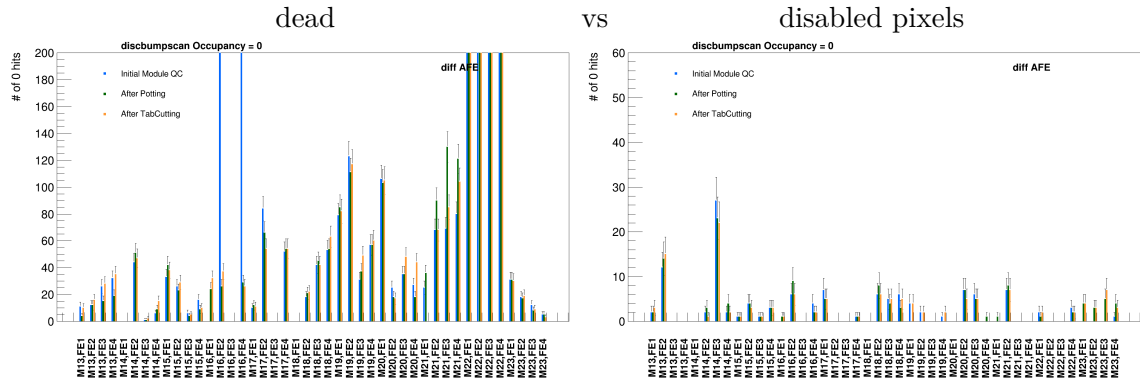 dead vs disabled pixels
discbumpscan Occupancy = 0
# of 0 hits
diff AFE
Initial Module QC
After Potting
After TabCutting
200
180
160
140
120
100
80
60
40
20
0
M13,FE1
M13,FE2
M13,FE3
M13,FE4
M14,FE1
M14,FE2
M14,FE3
M14,FE4
M15,FE1
M15,FE2
M15,FE3
M15,FE4
M16,FE1
M16,FE2
M16,FE3
M16,FE4
M17,FE1
M17,FE2
M17,FE3
M17,FE4
M18,FE1
M18,FE2
M18,FE3
M18,FE4
M19,FE1
M19,FE2
M19,FE3
M19,FE4
M20,FE1
M20,FE2
M20,FE3
M20,FE4
M21,FE1
M21,FE2
M21,FE3
M21,FE4
M22,FE1
M22,FE2
M22,FE3
M22,FE4
M23,FE1
M23,FE2
M23,FE3
M23,FE4
discbumpscan Occupancy = 0
# of 0 hits
diff AFE
Initial Module QC
After Potting
After TabCutting
60
50
40
30
20
10
0
M13,FE1
M13,FE2
M13,FE3
M13,FE4
M14,FE1
M14,FE2
M14,FE3
M14,FE4
M15,FE1
M15,FE2
M15,FE3
M15,FE4
M16,FE1
M16,FE2
M16,FE3
M16,FE4
M17,FE1
M17,FE2
M17,FE3
M17,FE4
M18,FE1
M18,FE2
M18,FE3
M18,FE4
M19,FE1
M19,FE2
M19,FE3
M19,FE4
M20,FE1
M20,FE2
M20,FE3
M20,FE4
M21,FE1
M21,FE2
M21,FE3
M21,FE4
M22,FE1
M22,FE2
M22,FE3
M22,FE4
M23,FE1
M23,FE2
M23,FE3
M23,FE4